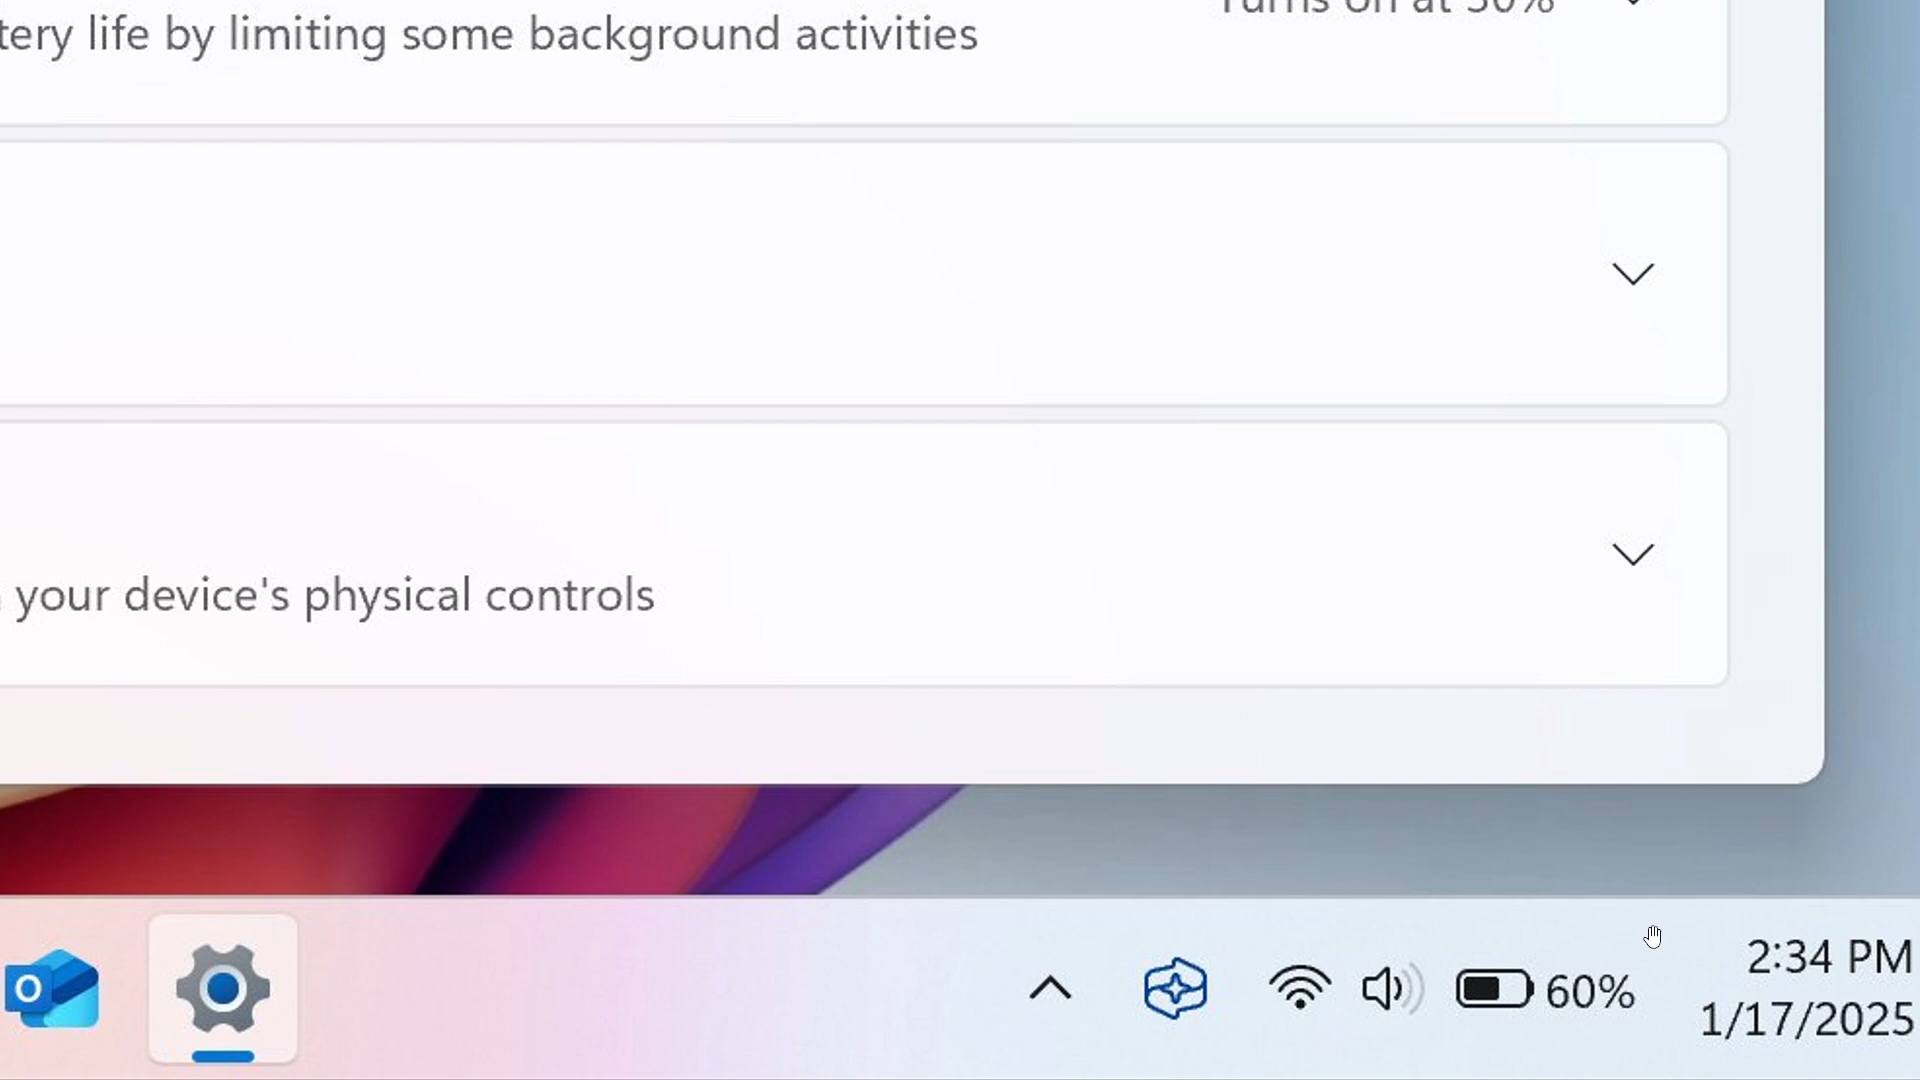 Turns on at 30%
tery life by limiting some background activities
your device's physical controls
O
60%
2:34 PM
1/17/2025